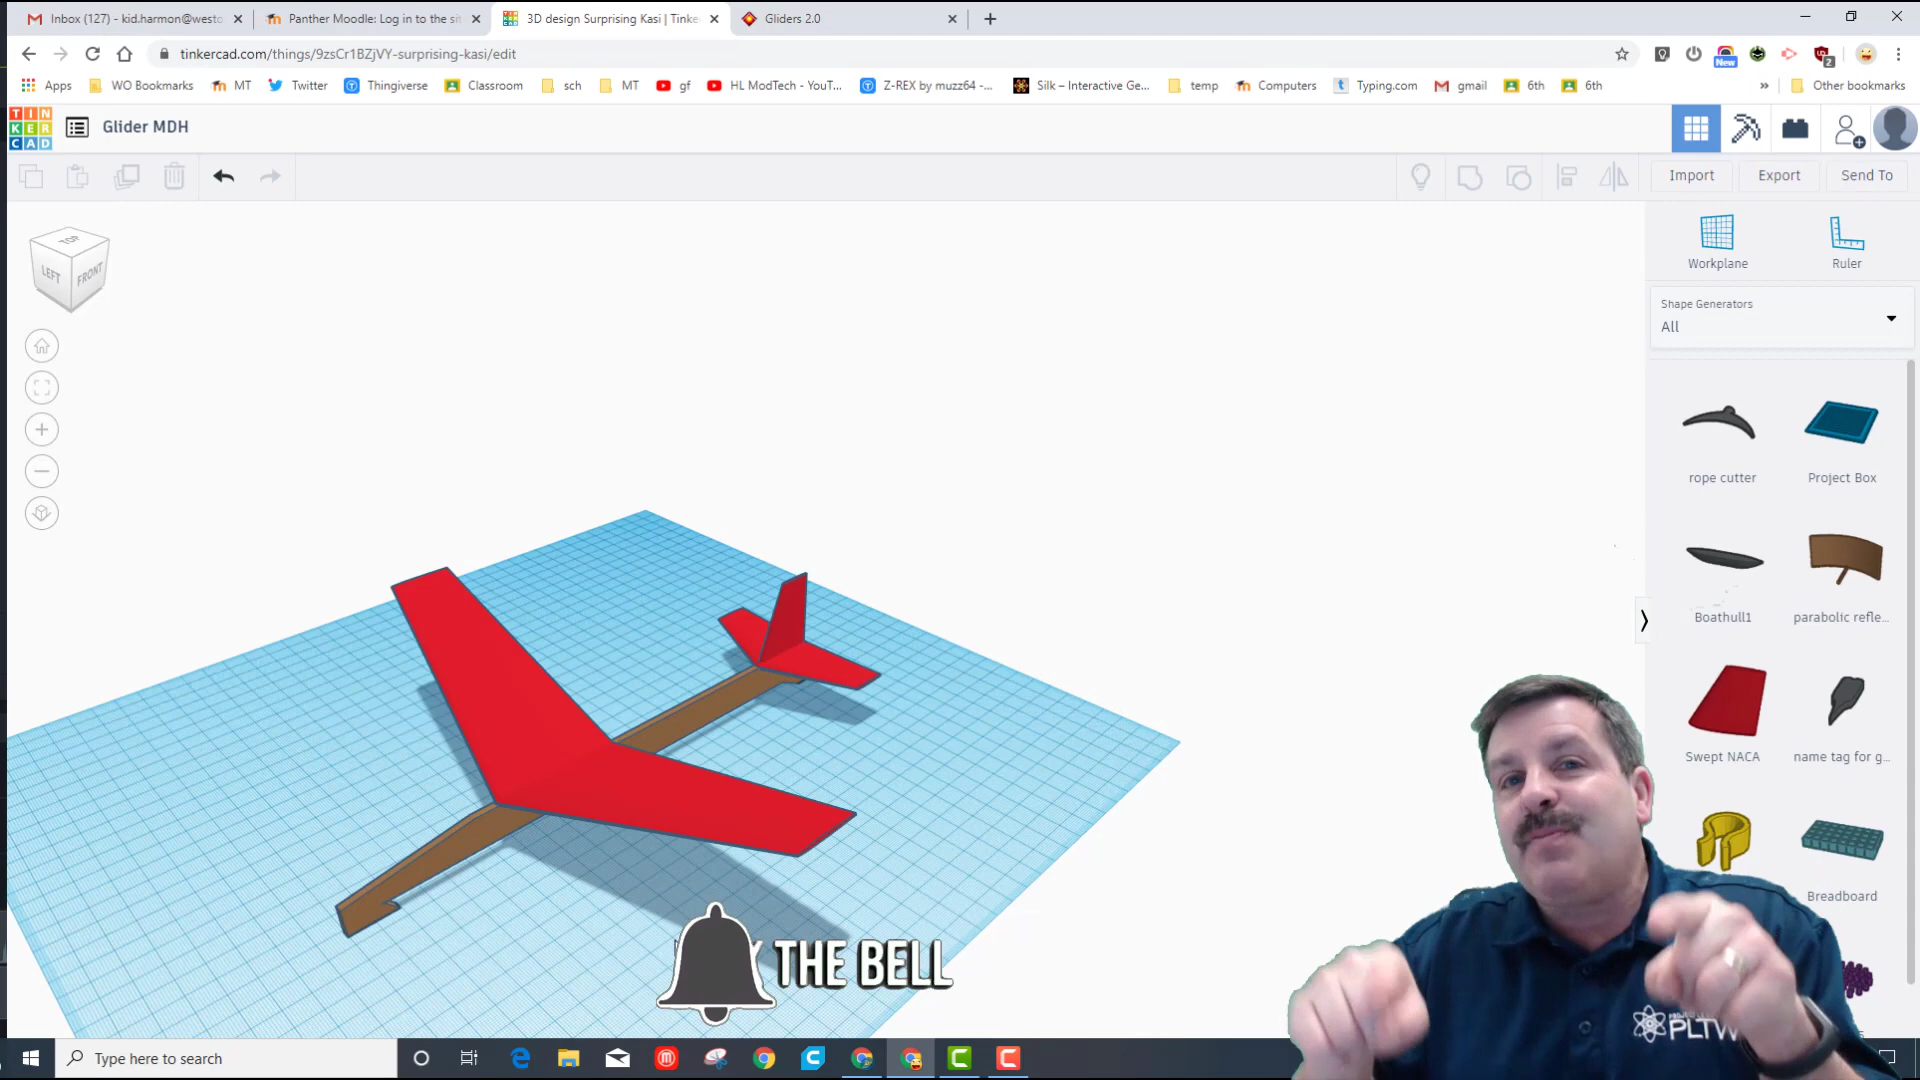 Inbox (127) - kid.harmon@westo
Panther Moodle: Log in to the si
3D design Surprising Kasi | Tinke
Gliders 2.0
tinkercad.com/things/9zsCr1BZjVY-surprising-kasi/edit
New
2
Apps
WO Bookmarks
MT
Twitter
Thingiverse
Classroom
sch
MT
gf
HL ModTech - YouT...
Z-REX by muzz64 -...
Silk – Interactive Ge...
temp
Computers
Typing.com
gmail
6th
6th
»
Other bookmarks
TIN
KER
CAD
Glider MDH
Import
Export
Send To
TOP
LEFT
FRONT
Workplane
Ruler
Shape Generators
All
rope cutter
Project Box
Boathull1
parabolic refle...
Swept NACA
name tag for g...
Breadboard
THE BELL
PLTW
Type here to search